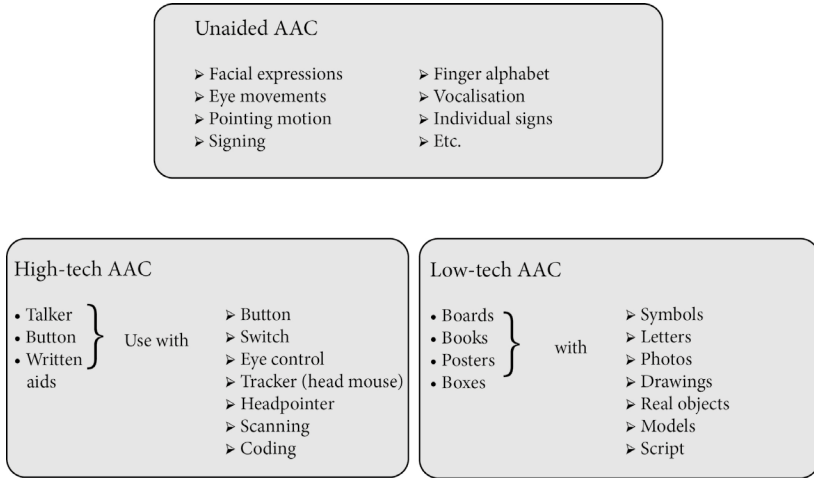 Unaided AAC
➢ Facial expressions
➢ Eye movements
➢ Pointing motion
➢ Signing
➢ Finger alphabet
➢ Vocalisation
➢ Individual signs
➢ Etc.
High-tech AAC
• Talker
• Button
• Written
aids
Use with
➢ Button
➢ Switch
➢ Eye control
➢ Tracker (head mouse)
➢ Headpointer
➢ Scanning
➢ Coding
Low-tech AAC
• Boards
• Books
• Posters
• Boxes
with
➢ Symbols
➢ Letters
➢ Photos
➢ Drawings
➢ Real objects
➢ Models
➢ Script